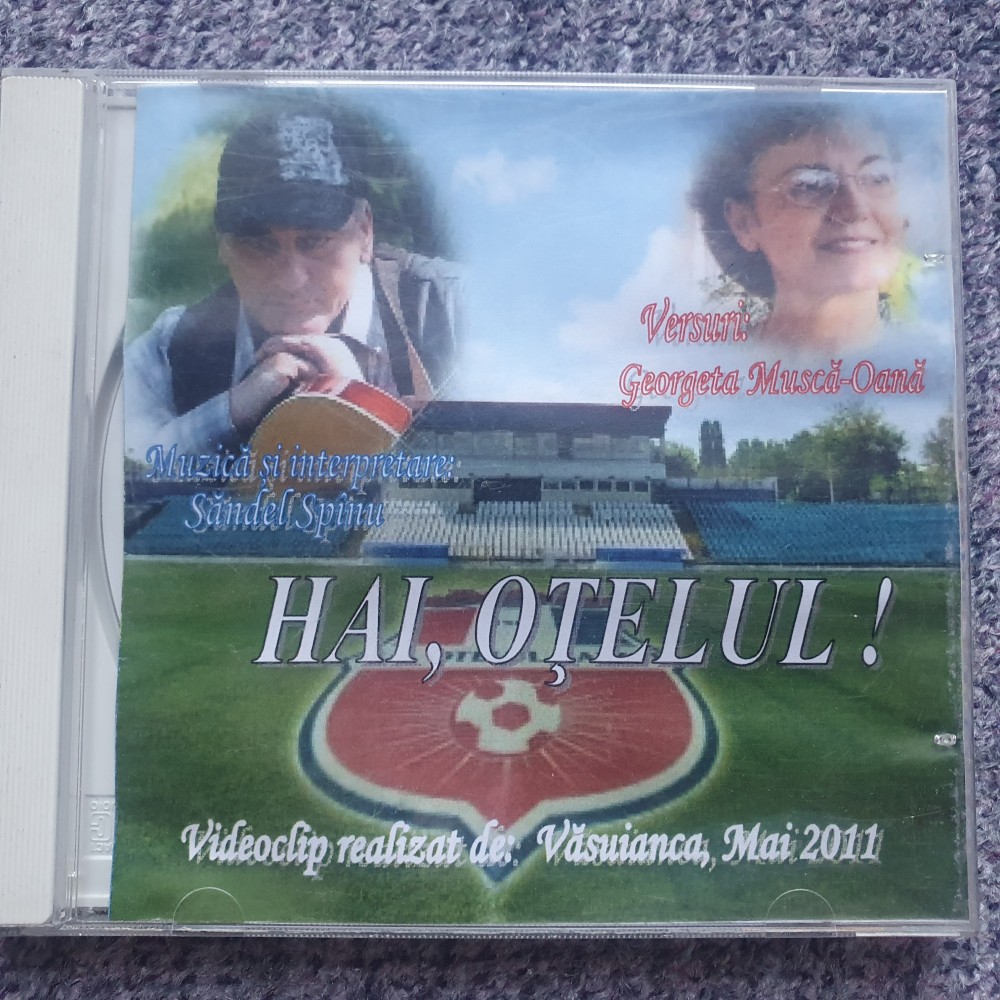 Versuri:
Georgeta Muscă-Oană
Muzică și interpretare:
Săndel Spînu
HAI, OȚELUL !
Videoclip realizat de: Văsuianca, Mai 2011